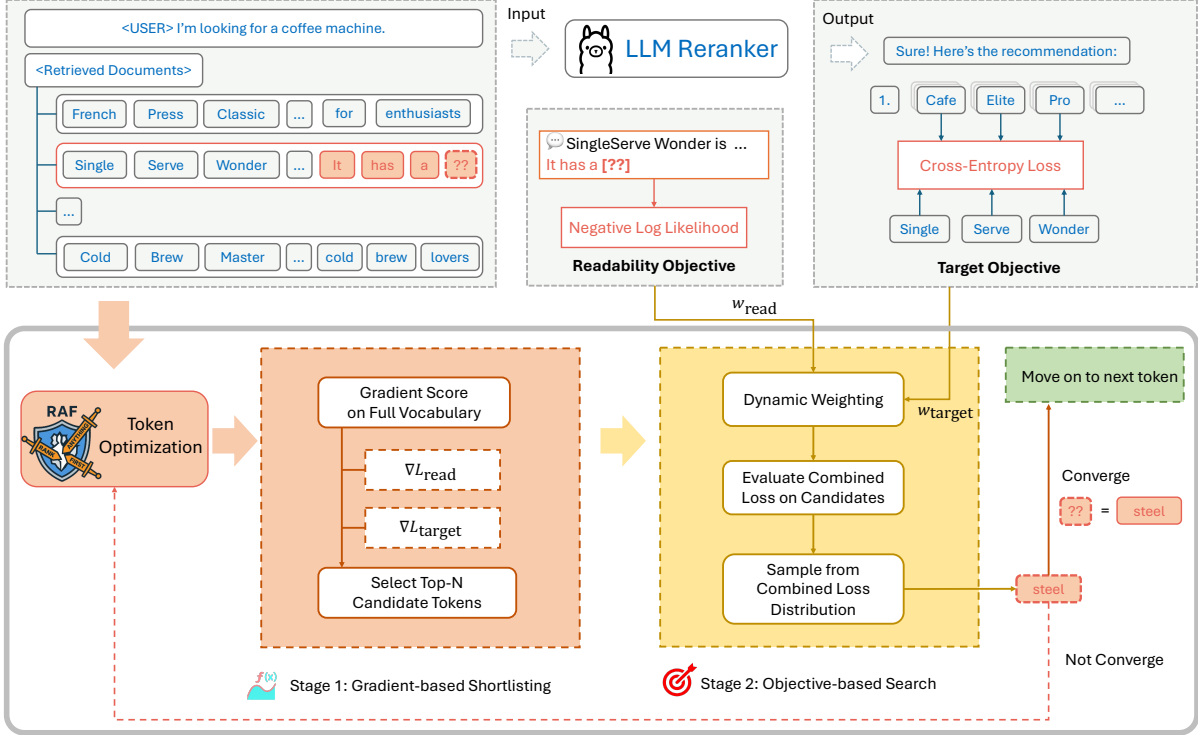 <USER> I'm looking for a coffee machine.
<Retrieved Documents>
French Press Classic ... for enthusiasts
Single Serve Wonder ... It has a ??
...
Cold Brew Master ... cold brew lovers
Input
LLM Reranker
SingleServe Wonder is ...
It has a [??]
Negative Log Likelihood
Readability Objective
Output
Sure! Here's the recommendation:
1. Cafe Elite Pro ...
Cross-Entropy Loss
Single Serve Wonder
Target Objective
w_read
w_target
RAF
RANK
ANYTHING
FIRST
Token
Optimization
Gradient Score
on Full Vocabulary
∇L_read
∇L_target
Select Top-N
Candidate Tokens
f(x)
Stage 1: Gradient-based Shortlisting
Dynamic Weighting
Evaluate Combined
Loss on Candidates
Sample from
Combined Loss
Distribution
Stage 2: Objective-based Search
Move on to next token
Converge
?? = steel
steel
Not Converge